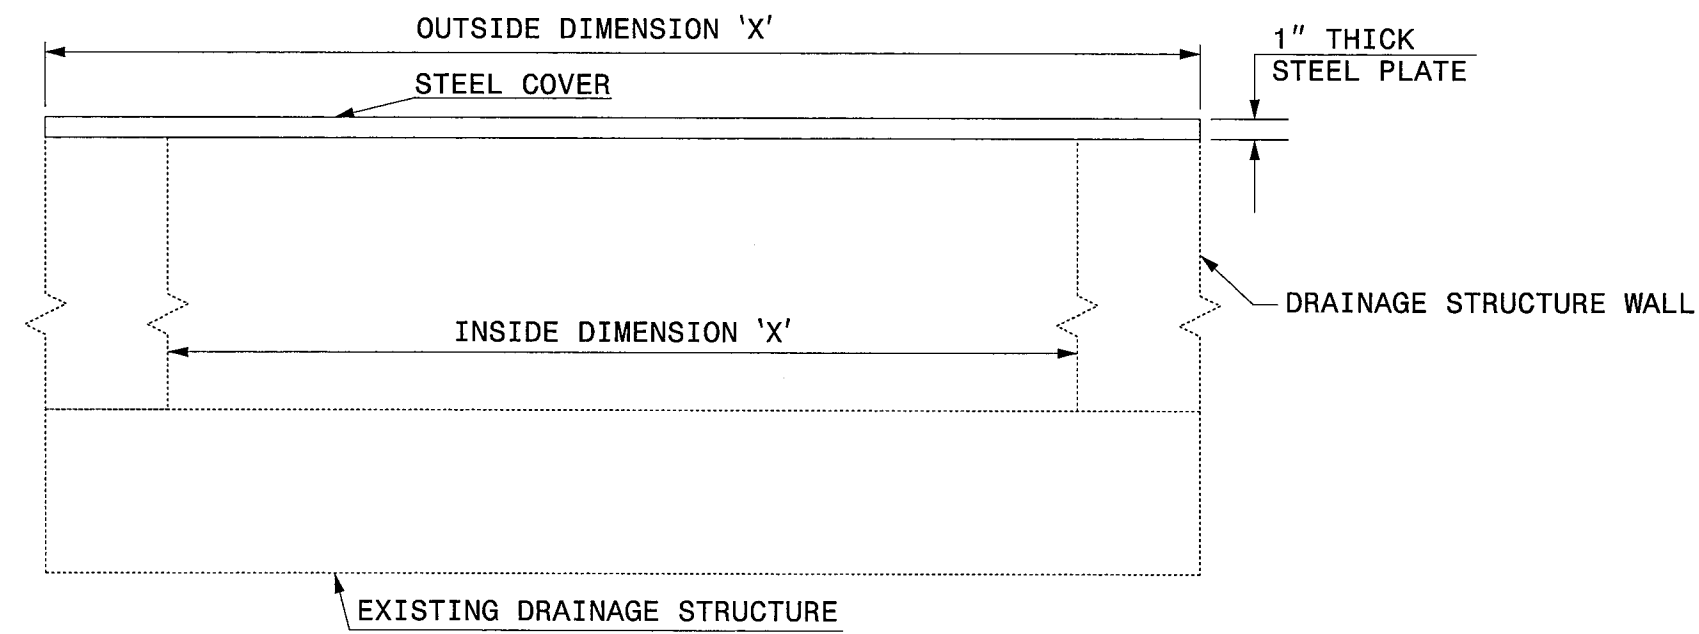 OUTSIDE DIMENSION 'X'
1" THICK
STEEL PLATE
STEEL COVER
DRAINAGE STRUCTURE WALL
INSIDE DIMENSION 'X'
EXISTING DRAINAGE STRUCTURE